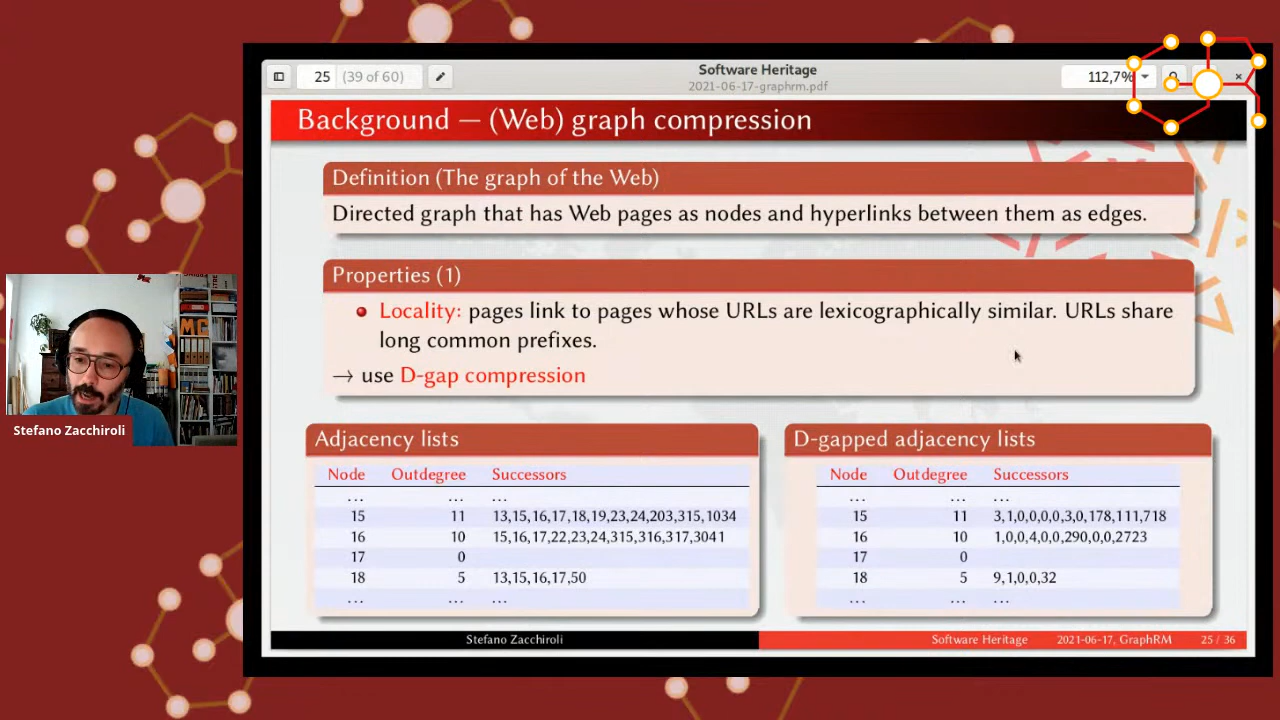 25 (39 of 60)
Software Heritage
2021-06-17-graphrm.pdf
112,7%
Background — (Web) graph compression
Definition (The graph of the Web)
Directed graph that has Web pages as nodes and hyperlinks between them as edges.
Properties (1)
Locality: pages link to pages whose URLs are lexicographically similar. URLs share
long common prefixes.
→ use D-gap compression
Stefano Zacchiroli
Adjacency lists
Node Outdegree Successors
... ... ...
15 11 13,15,16,17,18,19,23,24,203,315,1034
16 10 15,16,17,22,23,24,315,316,317,3041
17 0
18 5 13,15,16,17,50
... ... ...
D-gapped adjacency lists
Node Outdegree Successors
... ... ...
15 11 3,1,0,0,0,0,3,0,178,111,718
16 10 1,0,0,4,0,0,290,0,0,2723
17 0
18 5 9,1,0,0,32
... ... ...
Stefano Zacchiroli
Software Heritage 2021-06-17, GraphRM 25 / 36